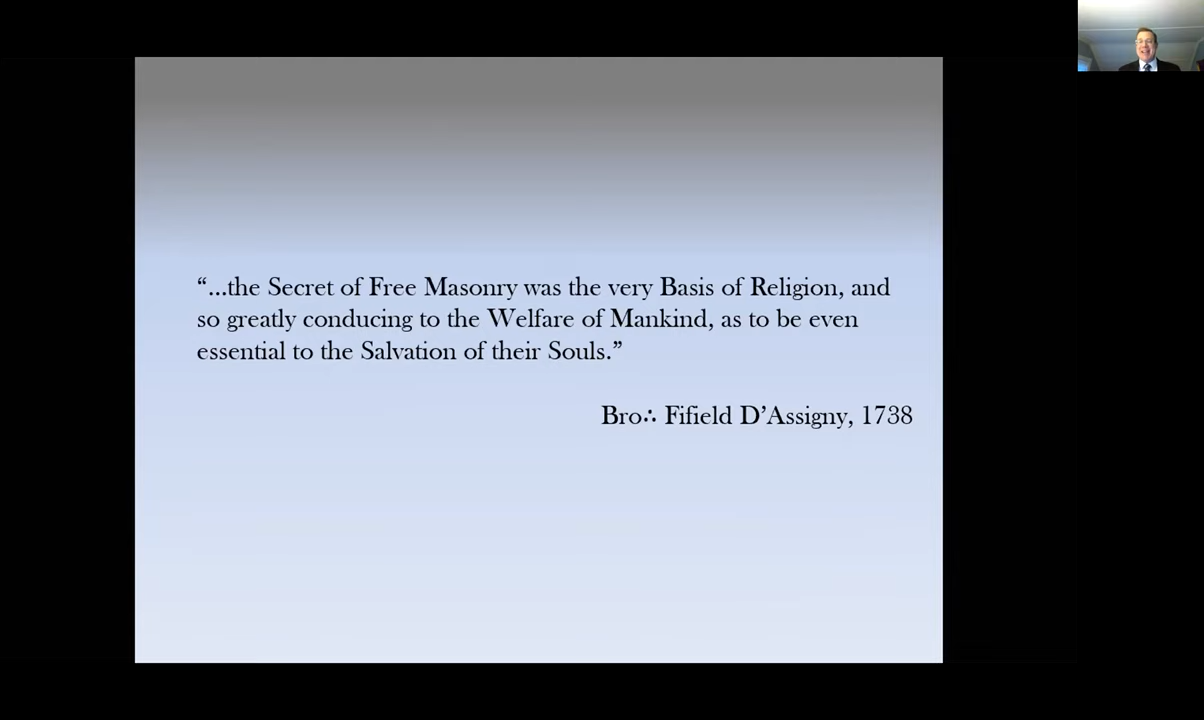 “...the Secret of Free Masonry was the very Basis of Religion, and
so greatly conducing to the Welfare of Mankind, as to be even
essential to the Salvation of their Souls.”
Bro∴ Fifield D’Assigny, 1738